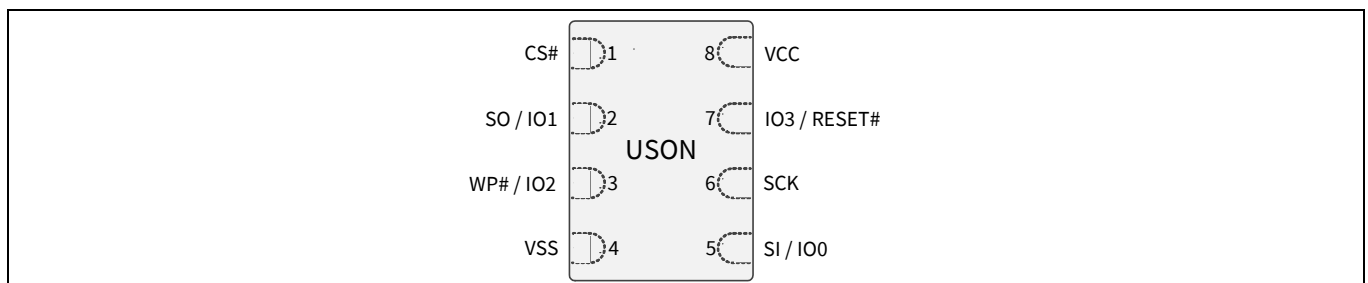 CS# 1 8 VCC
SO / IO1 2 7 IO3 / RESET#
USON
WP# / IO2 3 6 SCK
VSS 4 5 SI / IO0